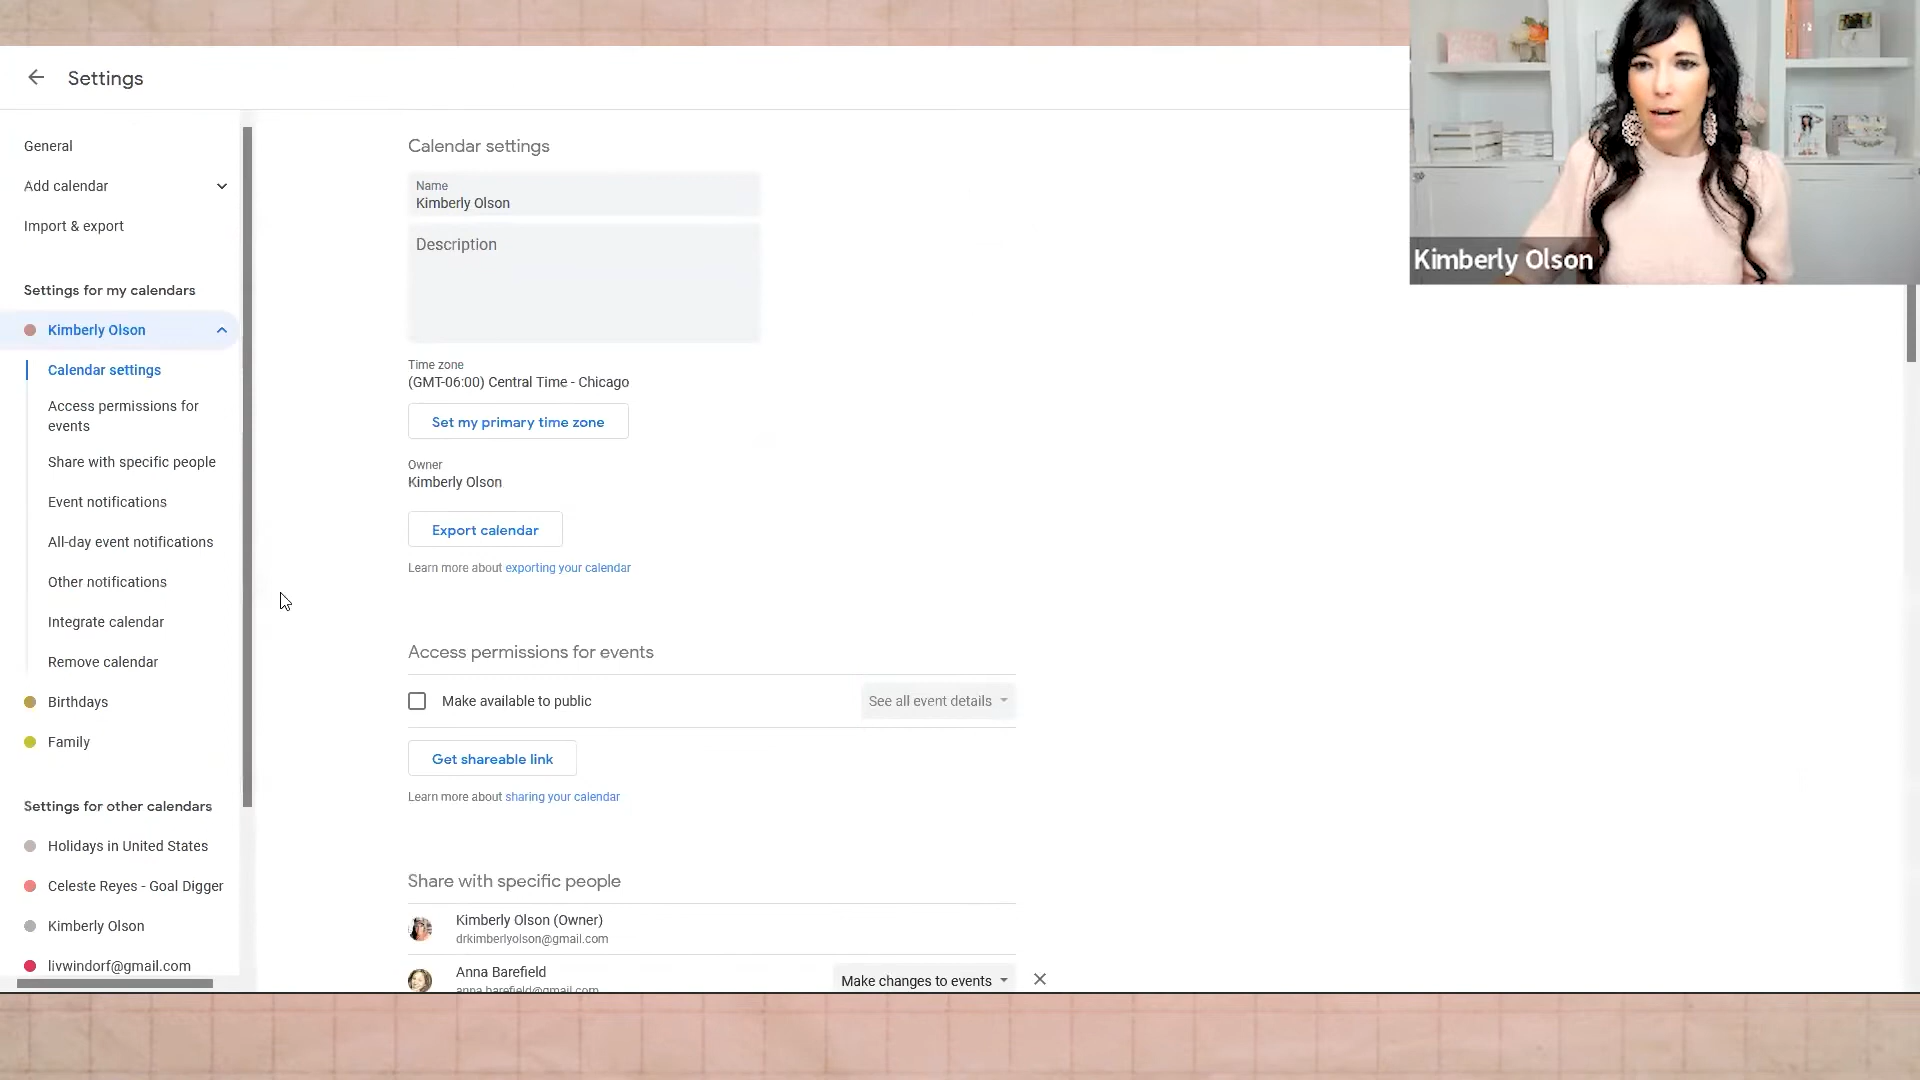 Settings
General
Add calendar
Import & export
Settings for my calendars
Kimberly Olson
Calendar settings
Access permissions for
events
Share with specific people
Event notifications
All-day event notifications
Other notifications
Integrate calendar
Remove calendar
Birthdays
Family
Settings for other calendars
Holidays in United States
Celeste Reyes - Goal Digger
Kimberly Olson
livwindorf@gmail.com
Calendar settings
Name
Kimberly Olson
Description
Time zone
(GMT-06:00) Central Time - Chicago
Set my primary time zone
Owner
Kimberly Olson
Export calendar
Learn more about exporting your calendar
Access permissions for events
Make available to public
See all event details
Get shareable link
Learn more about sharing your calendar
Share with specific people
Kimberly Olson (Owner)
drkimberlyolson@gmail.com
Anna Barefield
Make changes to events
anna.barefield@gmail.com
Kimberly Olson